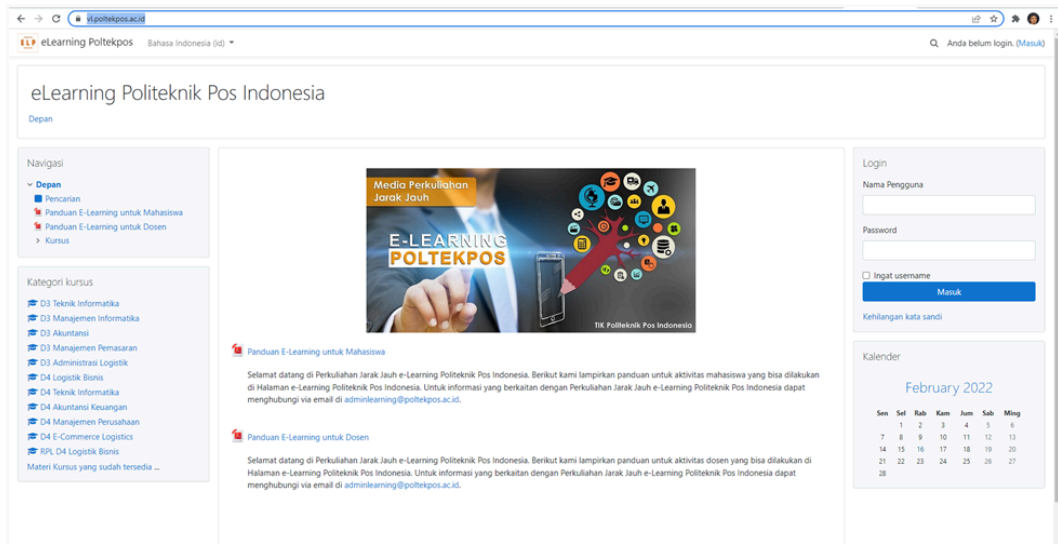 vl.poltekpos.ac.id
ELP eLearning Poltekpos Bahasa Indonesia (id) Anda belum login. (Masuk)
eLearning Politeknik Pos Indonesia
Depan
Navigasi
Depan
Pencarian
Panduan E-Learning untuk Mahasiswa
Panduan E-Learning untuk Dosen
Kursus
Kategori kursus
D3 Teknik Informatika
D3 Manajemen Informatika
D3 Akuntansi
D3 Manajemen Pemasaran
D3 Administrasi Logistik
D4 Logistik Bisnis
D4 Teknik Informatika
D4 Akuntansi Keuangan
D4 Manajemen Perusahaan
D4 E-Commerce Logistics
RPL D4 Logistik Bisnis
Materi Kursus yang sudah tersedia ...
Media Perkuliahan
Jarak Jauh
E-LEARNING
POLTEKPOS
TIK Politeknik Pos Indonesia
Panduan E-Learning untuk Mahasiswa
Selamat datang di Perkuliahan Jarak Jauh e-Learning Politeknik Pos Indonesia. Berikut kami lampirkan panduan untuk aktivitas mahasiswa yang bisa dilakukan
di Halaman e-Learning Politeknik Pos Indonesia. Untuk informasi yang berkaitan dengan Perkuliahan Jarak Jauh e-Learning Politeknik Pos Indonesia dapat
menghubungi via email di adminlearning@poltekpos.ac.id.
Panduan E-Learning untuk Dosen
Selamat datang di Perkuliahan Jarak Jauh e-Learning Politeknik Pos Indonesia. Berikut kami lampirkan panduan untuk aktivitas dosen yang bisa dilakukan di
Halaman e-Learning Politeknik Pos Indonesia. Untuk informasi yang berkaitan dengan Perkuliahan Jarak Jauh e-Learning Politeknik Pos Indonesia dapat
menghubungi via email di adminlearning@poltekpos.ac.id.
Login
Nama Pengguna
Password
Ingat username
Masuk
Kehilangan kata sandi
Kalender
February 2022
Sen Sel Rab Kam Jum Sab Ming
1 2 3 4 5 6
7 8 9 10 11 12 13
14 15 16 17 18 19 20
21 22 23 24 25 26 27
28